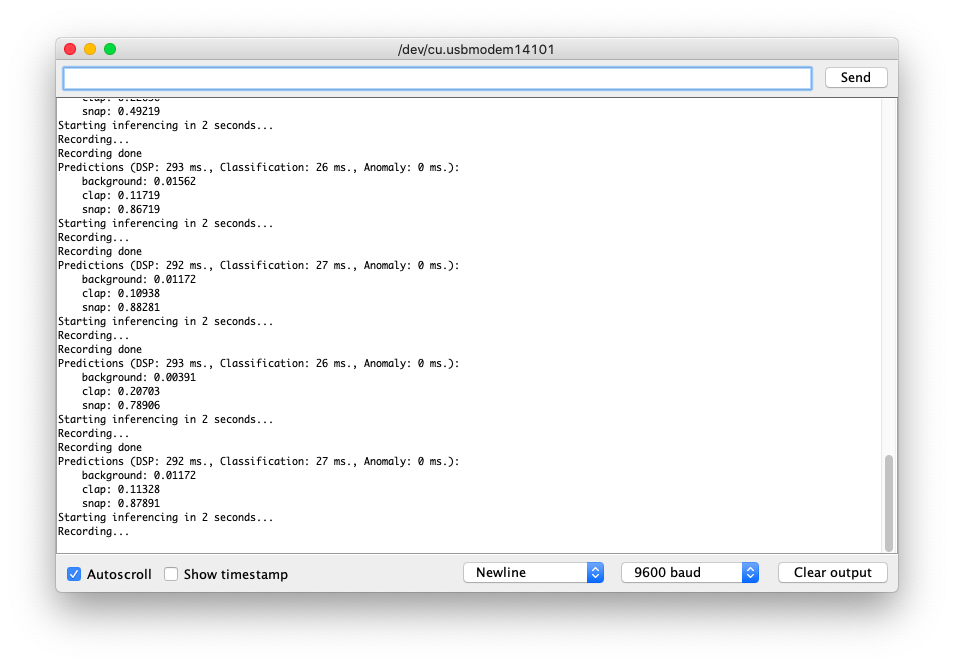 /dev/cu.usbmodem14101
Send
snap: 0.49219
Starting inferencing in 2 seconds...
Recording...
Recording done
Predictions (DSP: 293 ms., Classification: 26 ms., Anomaly: 0 ms.):
background: 0.01562
clap: 0.11719
snap: 0.86719
Starting inferencing in 2 seconds...
Recording...
Recording done
Predictions (DSP: 292 ms., Classification: 27 ms., Anomaly: 0 ms.):
background: 0.01172
clap: 0.10938
snap: 0.88281
Starting inferencing in 2 seconds...
Recording...
Recording done
Predictions (DSP: 293 ms., Classification: 26 ms., Anomaly: 0 ms.):
background: 0.00391
clap: 0.20703
snap: 0.78906
Starting inferencing in 2 seconds...
Recording...
Recording done
Predictions (DSP: 292 ms., Classification: 27 ms., Anomaly: 0 ms.):
background: 0.01172
clap: 0.11328
snap: 0.87891
Starting inferencing in 2 seconds...
Recording...
Autoscroll Show timestamp Newline 9600 baud Clear output